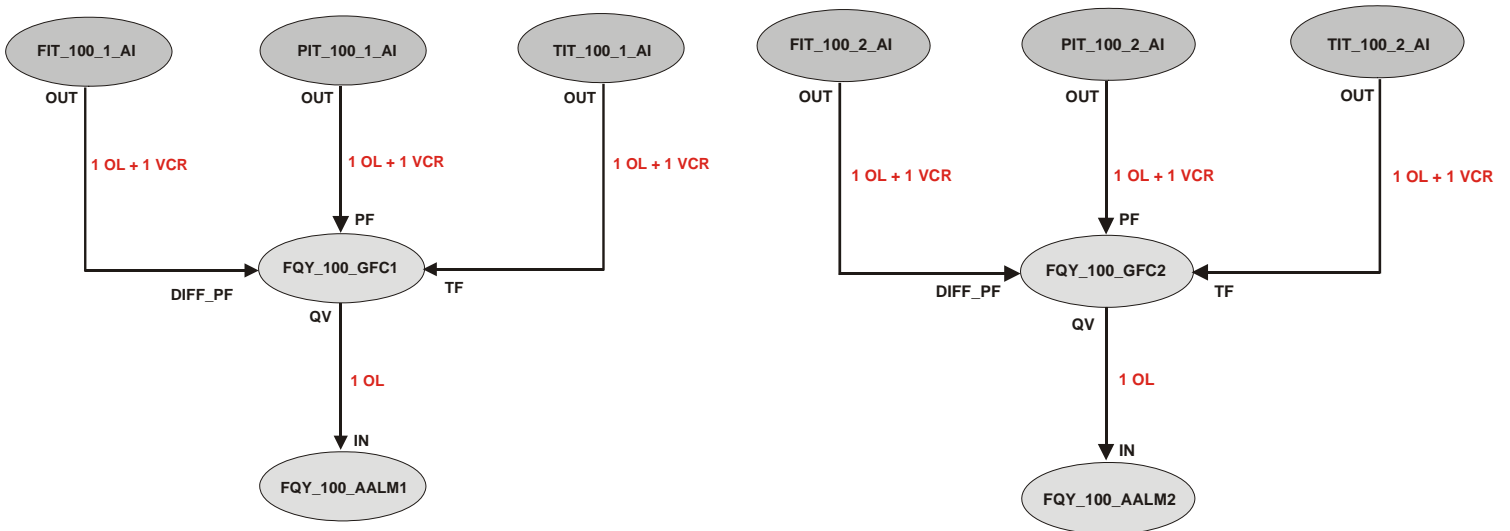 FIT_100_1_AI
PIT_100_1_AI
TIT_100_1_AI
OUT
OUT
OUT
1 OL + 1 VCR
1 OL + 1 VCR
1 OL + 1 VCR
PF
FQY_100_GFC1
DIFF_PF
TF
QV
1 OL
IN
FQY_100_AALM1
FIT_100_2_AI
PIT_100_2_AI
TIT_100_2_AI
OUT
OUT
OUT
1 OL + 1 VCR
1 OL + 1 VCR
1 OL + 1 VCR
PF
FQY_100_GFC2
DIFF_PF
TF
QV
1 OL
IN
FQY_100_AALM2